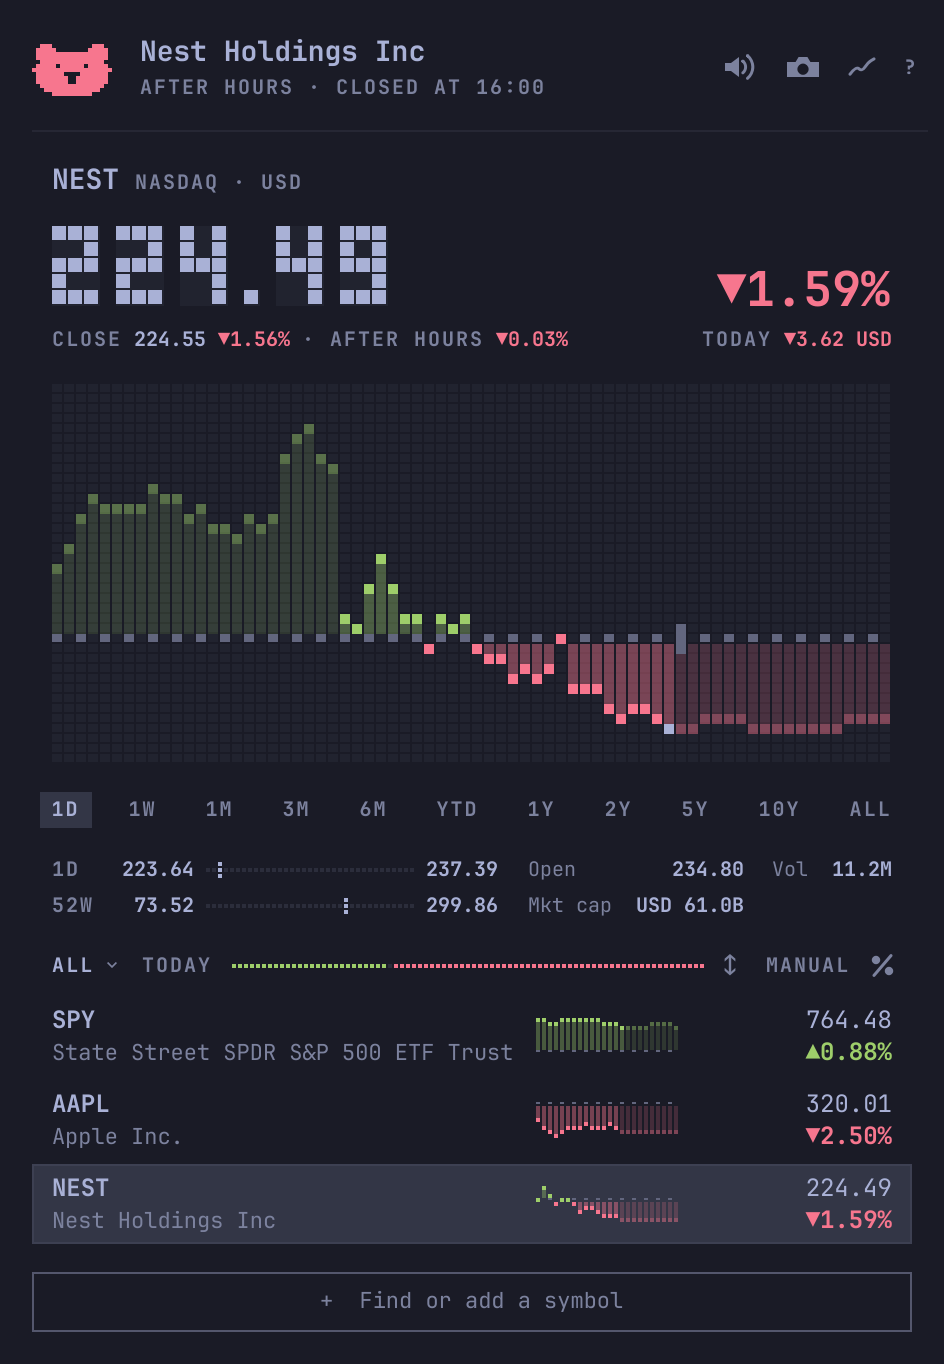 Nest Holdings Inc
AFTER HOURS · CLOSED AT 16:00
?
NEST NASDAQ · USD
224.49
▼1.59%
CLOSE 224.55 ▼1.56% · AFTER HOURS ▼0.03%
TODAY ▼3.62 USD
1D 1W 1M 3M 6M YTD 1Y 2Y 5Y 10Y ALL
1D 223.64 237.39 Open 234.80 Vol 11.2M
52W 73.52 299.86 Mkt cap USD 61.0B
ALL TODAY MANUAL %
SPY 764.48
State Street SPDR S&P 500 ETF Trust ▲0.88%
AAPL 320.01
Apple Inc. ▼2.50%
NEST 224.49
Nest Holdings Inc ▼1.59%
+ Find or add a symbol